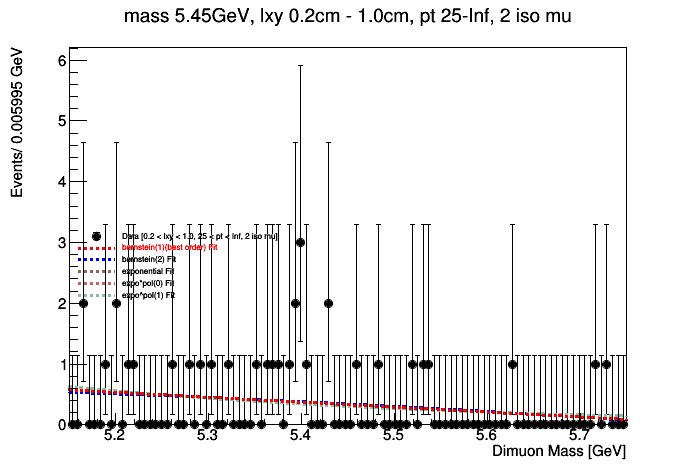 mass 5.45GeV, lxy 0.2cm - 1.0cm, pt 25-Inf, 2 iso mu
Events/ 0.005995 GeV
6
5
4
3
2
1
0
Data [0.2 < lxy < 1.0, 25 < pt < Inf, 2 iso mu]
bernstein(1)(best order) Fit
bernstein(2) Fit
exponential Fit
expo*pol(0) Fit
expo*pol(1) Fit
5.2 5.3 5.4 5.5 5.6 5.7
Dimuon Mass [GeV]